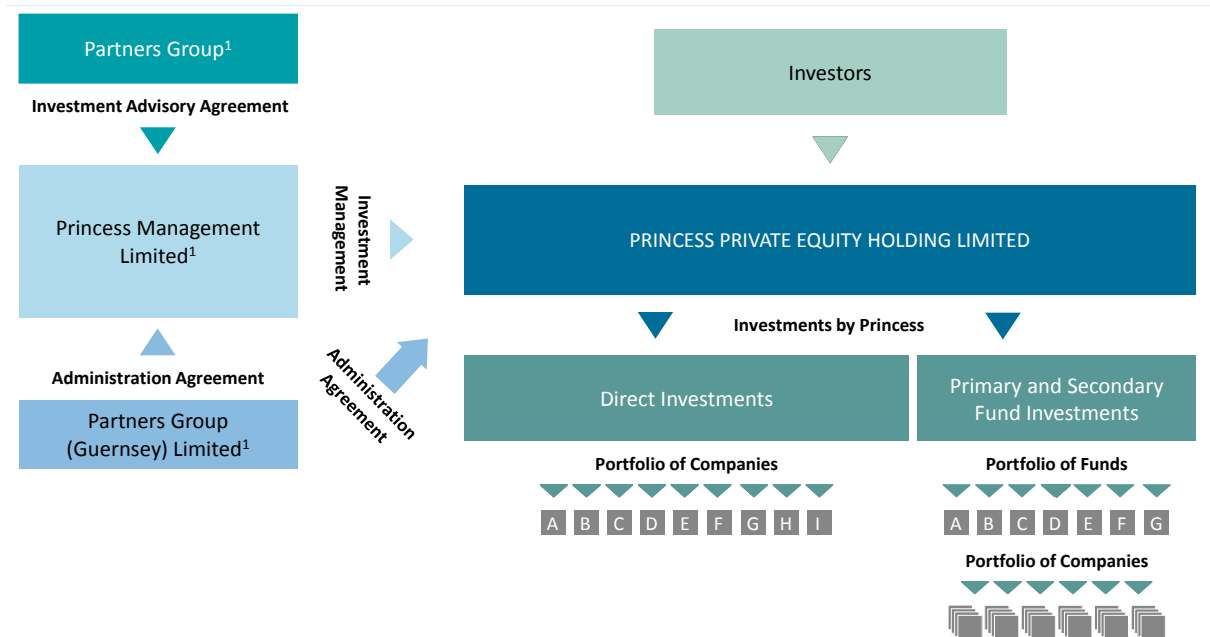 Partners Group¹
Investment Advisory Agreement
Princess Management
Limited¹
Administration Agreement
Partners Group
(Guernsey) Limited¹
Investment
Management
Administration
Agreement
Investors
PRINCESS PRIVATE EQUITY HOLDING LIMITED
Investments by Princess
Direct Investments
Primary and Secondary
Fund Investments
Portfolio of Companies
A B C D E F G H I
Portfolio of Funds
A B C D E F G
Portfolio of Companies